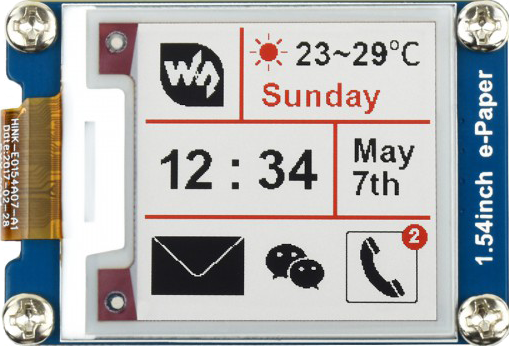 23~29°C
Sunday
12 : 34
May
7th
2
1.54inch e-Paper
HINK-E0154A07-A1
Date:2017-02-28